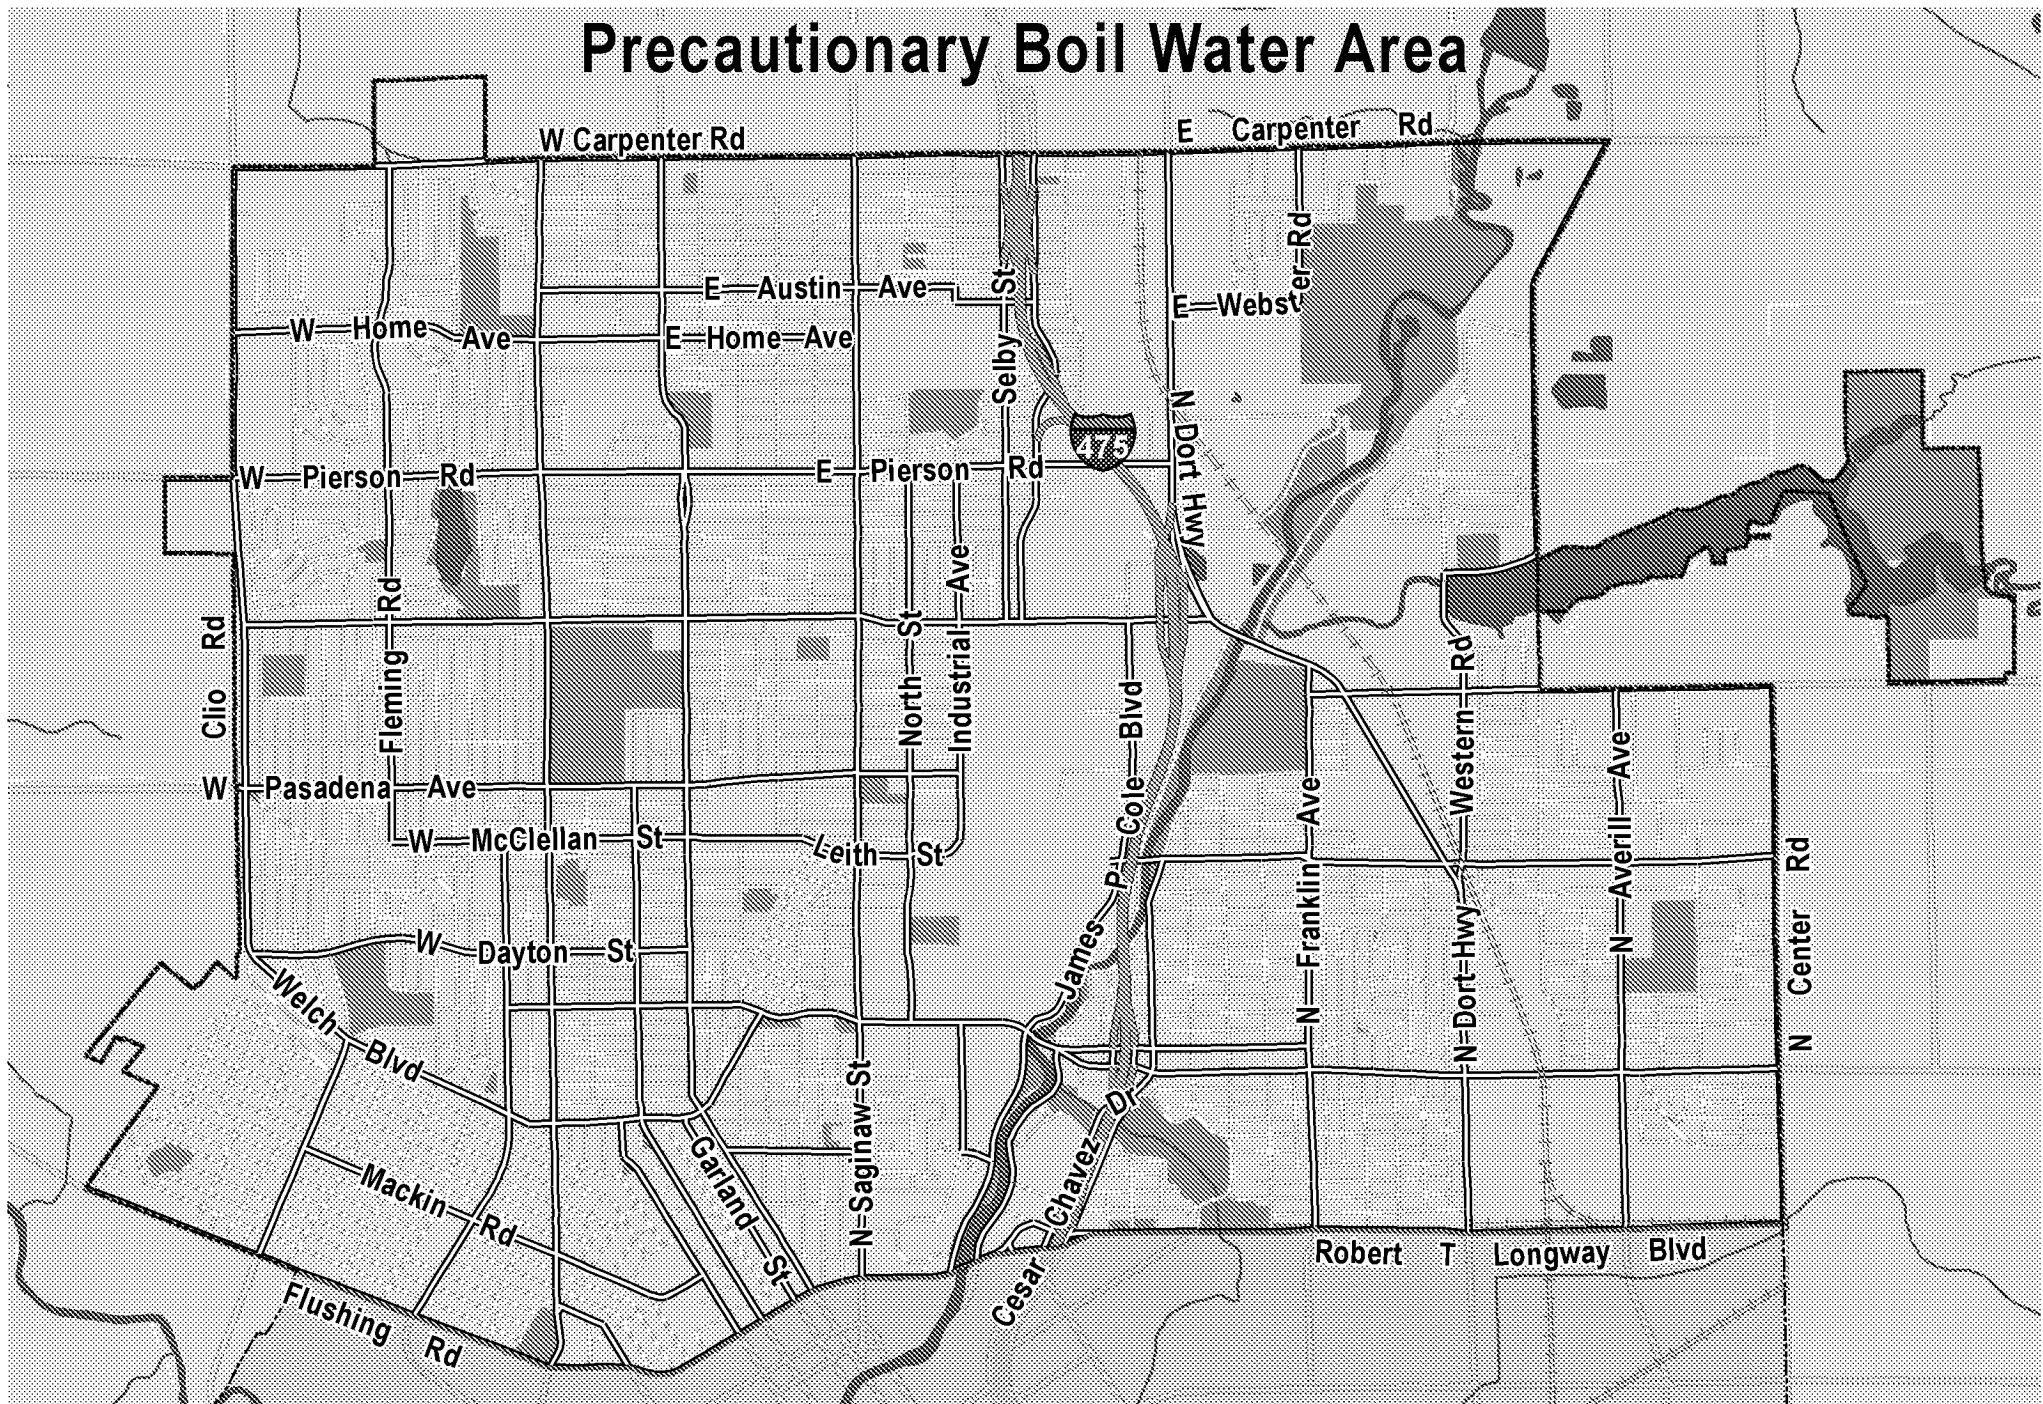 Precautionary Boil Water Area
W Carpenter Rd
E Carpenter Rd
E Webster Rd
E Austin Ave
W Home Ave
E Home Ave
Selby St
475
N Dort Hwy
W Pierson Rd
E Pierson Rd
Clio Rd
Fleming Rd
North St
Industrial Ave
James P Cole Blvd
Western Rd
N Averill Ave
N Franklin Ave
N Dort Hwy
N Center Rd
W Pasadena Ave
W McClellan St
Leith St
W Dayton St
Welch Blvd
Mackin Rd
Garland St
N Saginaw St
Cesar Chavez Dr
Robert T Longway Blvd
Flushing Rd